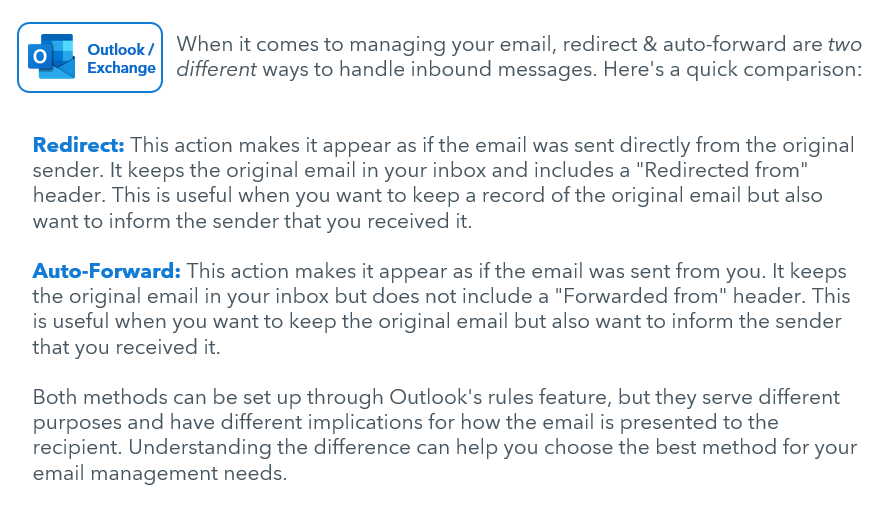 Outlook /
Exchange
When it comes to managing your email, redirect & auto-forward are two
different ways to handle inbound messages. Here's a quick comparison:
Redirect: This action makes it appear as if the email was sent directly from the original
sender. It keeps the original email in your inbox and includes a "Redirected from"
header. This is useful when you want to keep a record of the original email but also
want to inform the sender that you received it.
Auto-Forward: This action makes it appear as if the email was sent from you. It keeps
the original email in your inbox but does not include a "Forwarded from" header. This
is useful when you want to keep the original email but also want to inform the sender
that you received it.
Both methods can be set up through Outlook's rules feature, but they serve different
purposes and have different implications for how the email is presented to the
recipient. Understanding the difference can help you choose the best method for your
email management needs.